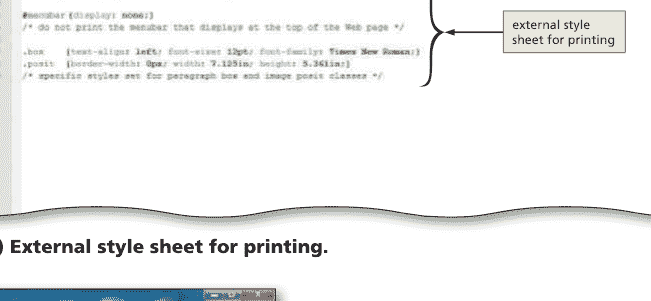 #menubar {display: none;}
/* do not print the menubar that displays at the top of the Web page */
.box {text-align: left; font-size: 12pt; font-family: Times New Roman;}
.posit {border-width: 0px; width: 7.125in; height: 5.361in;}
/* specific styles set for paragraph box and image posit classes */
external style
sheet for printing
) External style sheet for printing.